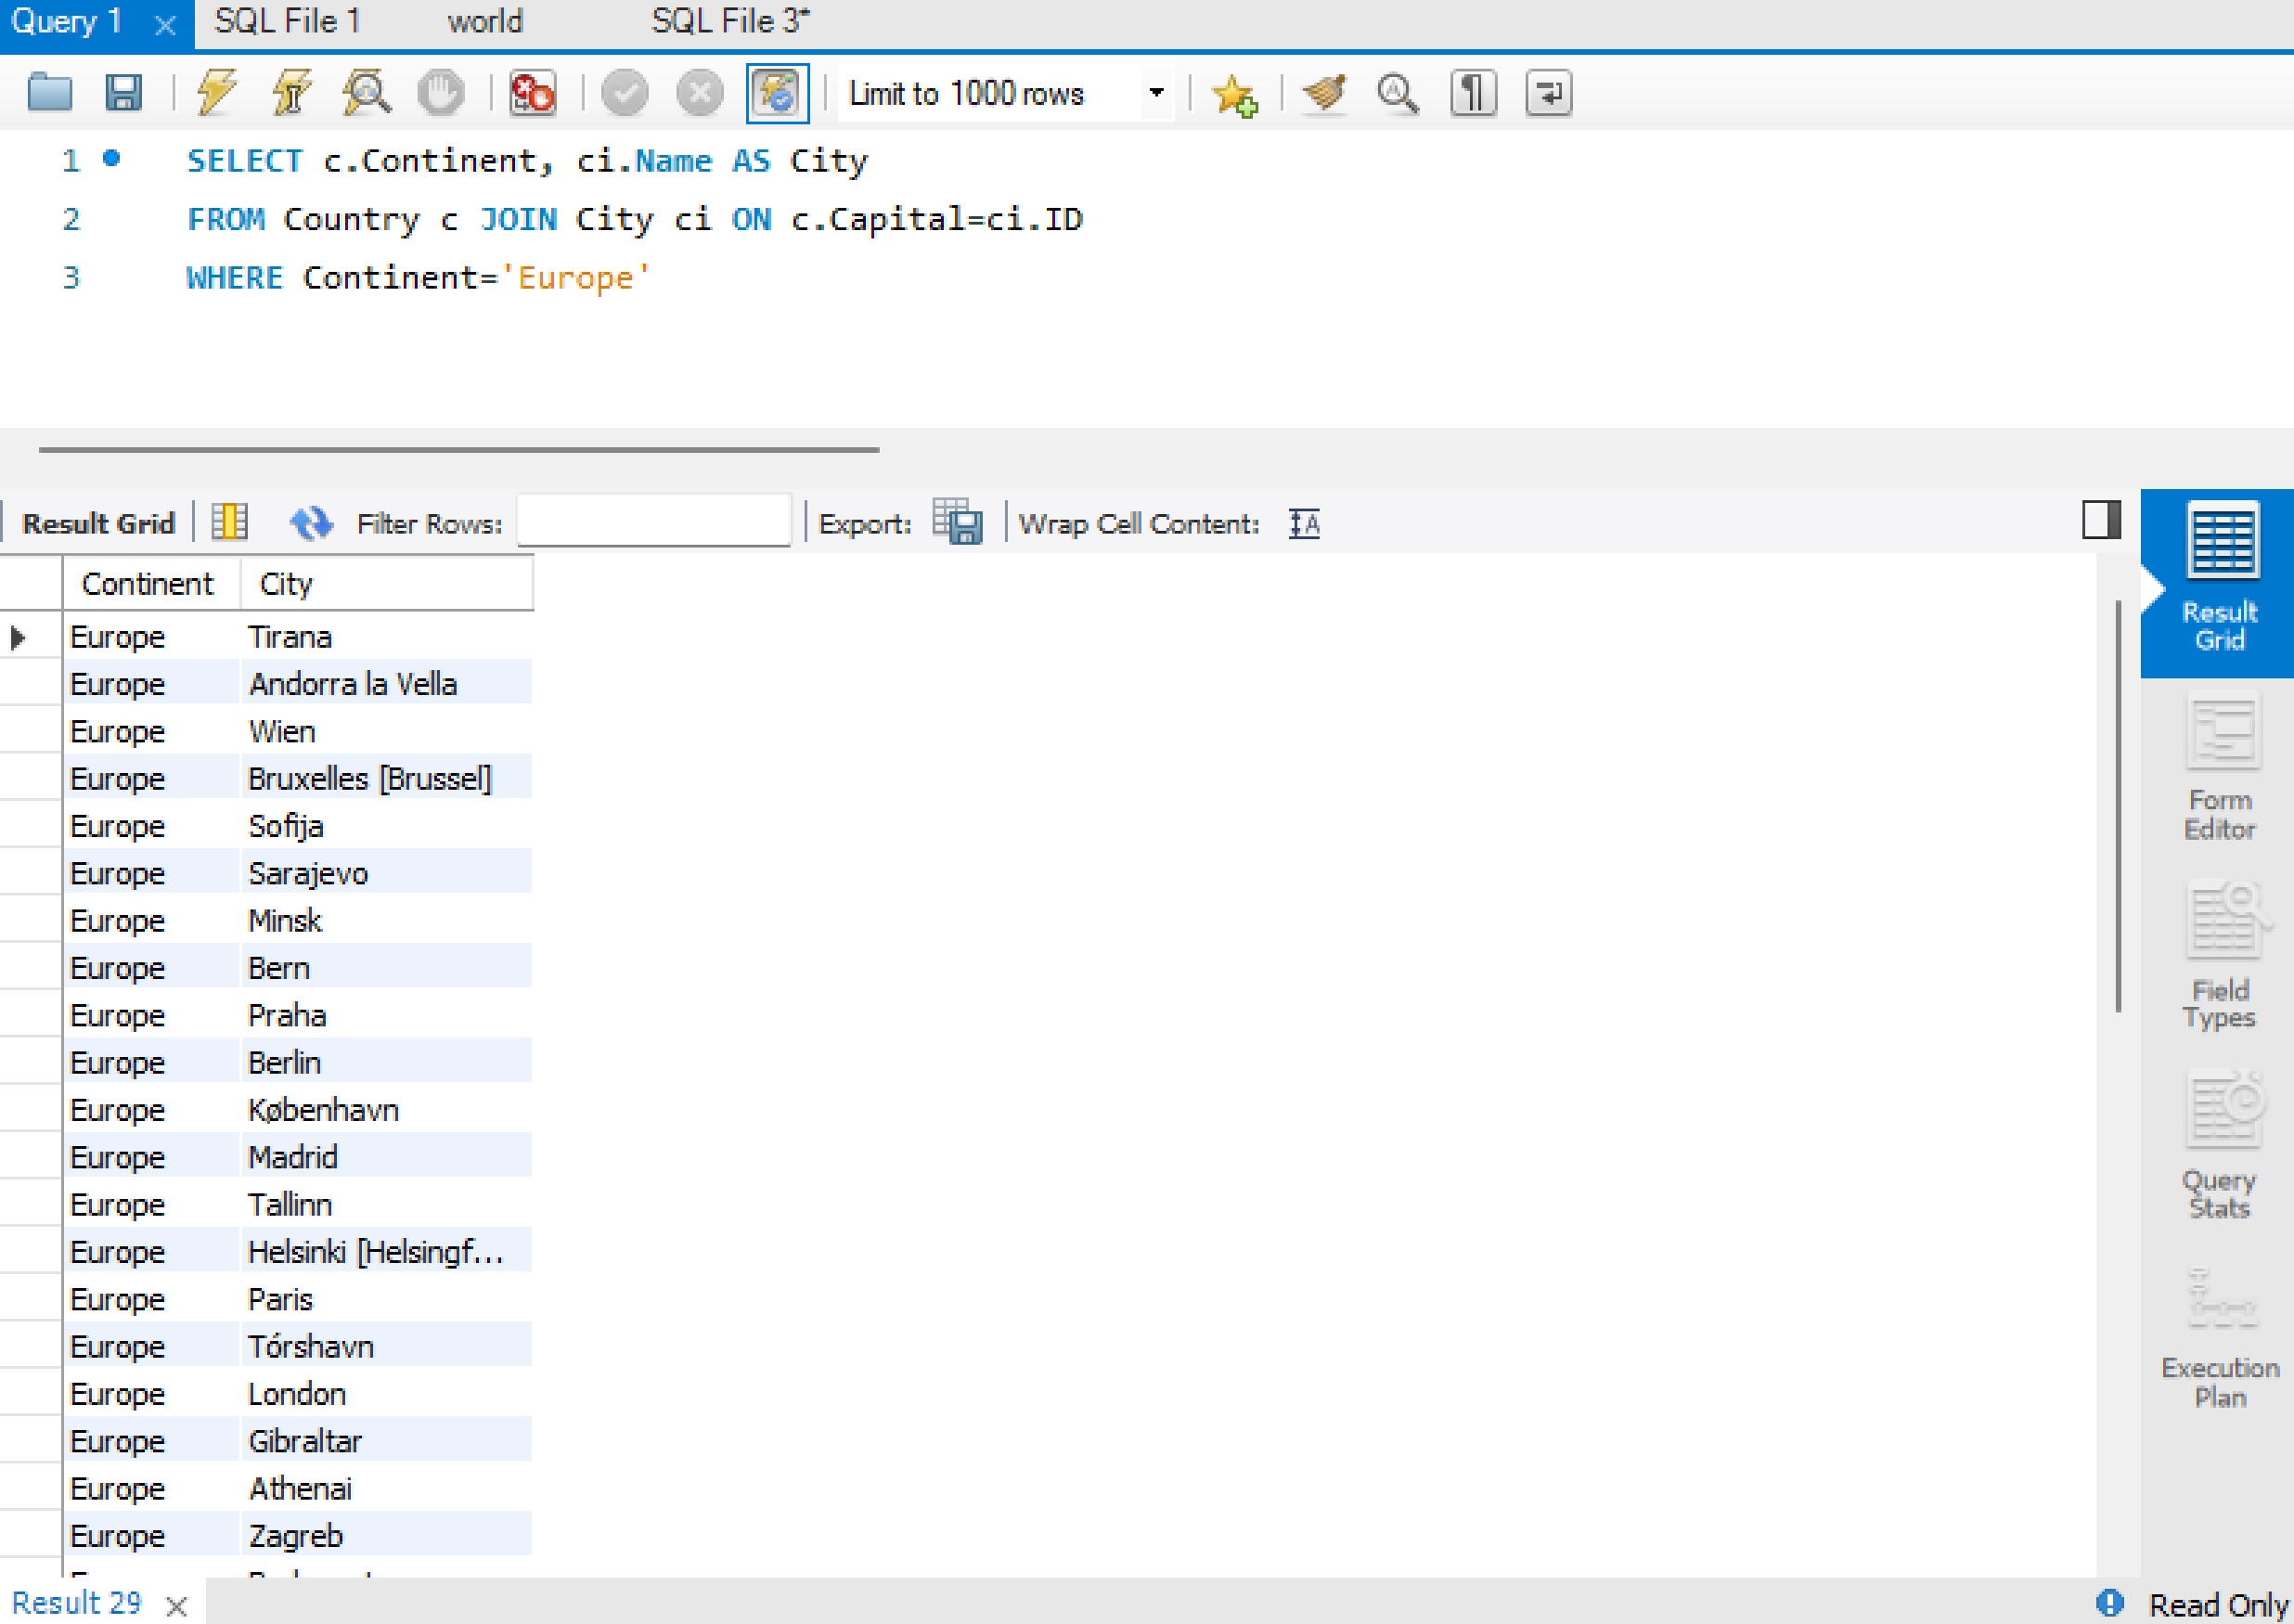 Query 1 SQL File 1 world SQL File 3*
Limit to 1000 rows
1 SELECT c.Continent, ci.Name AS City
2 FROM Country c JOIN City ci ON c.Capital=ci.ID
3 WHERE Continent='Europe'
Result Grid Filter Rows: Export: Wrap Cell Content:
Continent City
Europe Tirana
Europe Andorra la Vella
Europe Wien
Europe Bruxelles [Brussel]
Europe Sofija
Europe Sarajevo
Europe Minsk
Europe Bern
Europe Praha
Europe Berlin
Europe København
Europe Madrid
Europe Tallinn
Europe Helsinki [Helsingf...
Europe Paris
Europe Tórshavn
Europe London
Europe Gibraltar
Europe Athenai
Europe Zagreb
Result
Grid
Form
Editor
Field
Types
Query
Stats
Execution
Plan
Result 29 Read Only